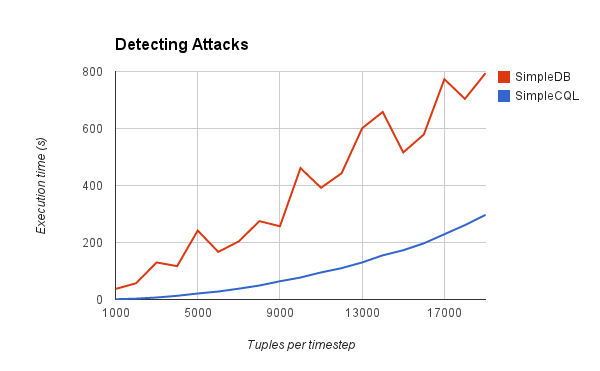 Detecting Attacks
800
600
400
200
0
Execution time (s)
1000 5000 9000 13000 17000
Tuples per timestep
SimpleDB
SimpleCQL